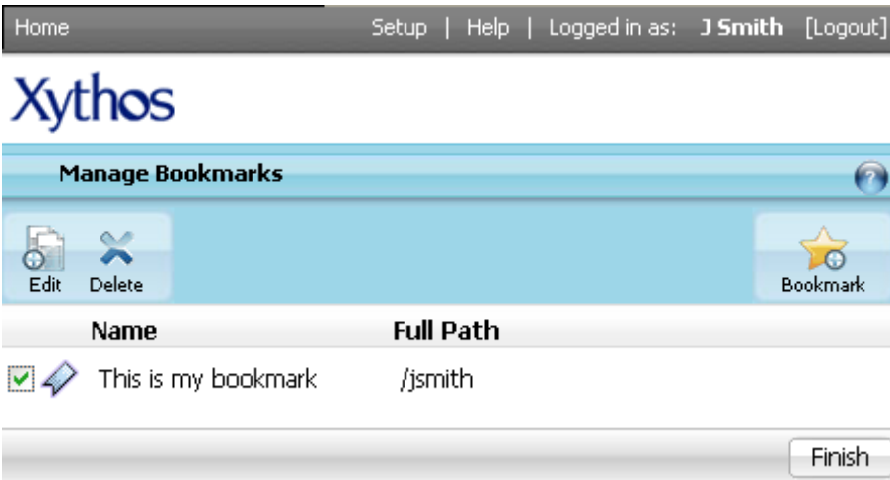 Home Setup | Help | Logged in as: J Smith [Logout]
Xythos
Manage Bookmarks ?
Edit Delete Bookmark
Name Full Path
This is my bookmark /jsmith
Finish